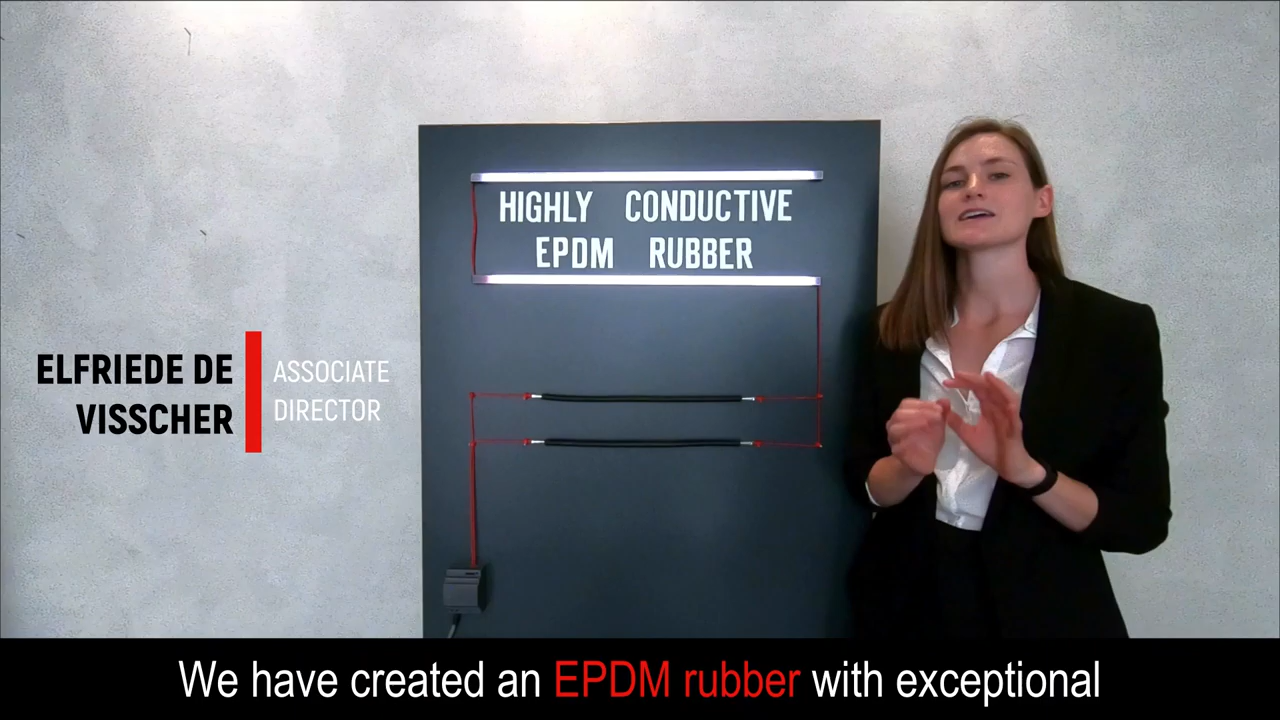 HIGHLY CONDUCTIVE
EPDM RUBBER
ELFRIEDE DE
VISSCHER
ASSOCIATE
DIRECTOR
We have created an EPDM rubber with exceptional